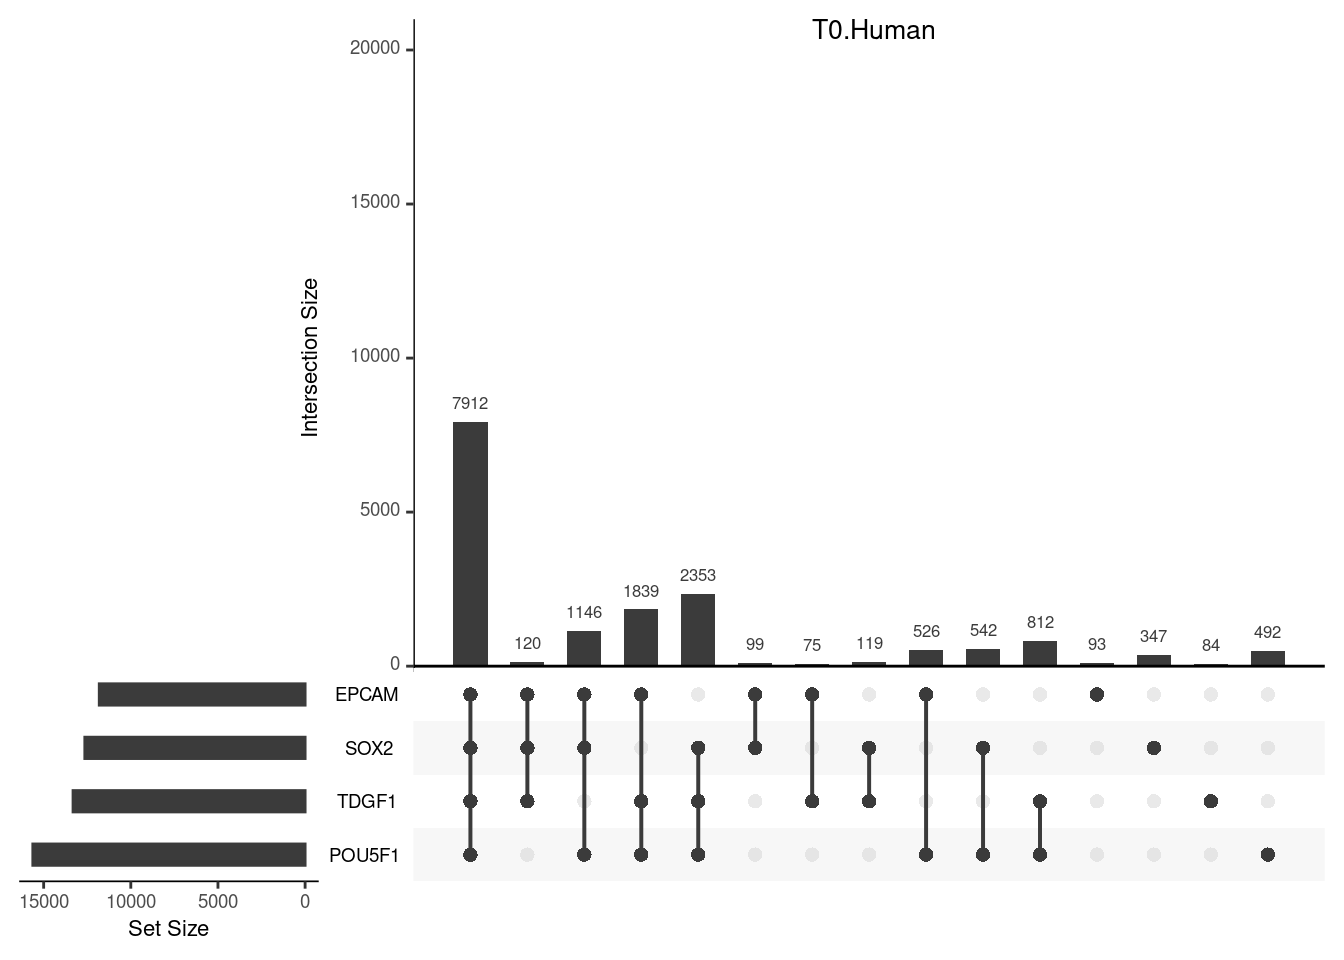 T0.Human
20000
15000
10000
5000
0
Intersection Size
7912
120
1146
1839
2353
99
75
119
526
542
812
93
347
84
492
EPCAM
SOX2
TDGF1
POU5F1
15000 10000 5000 0
Set Size